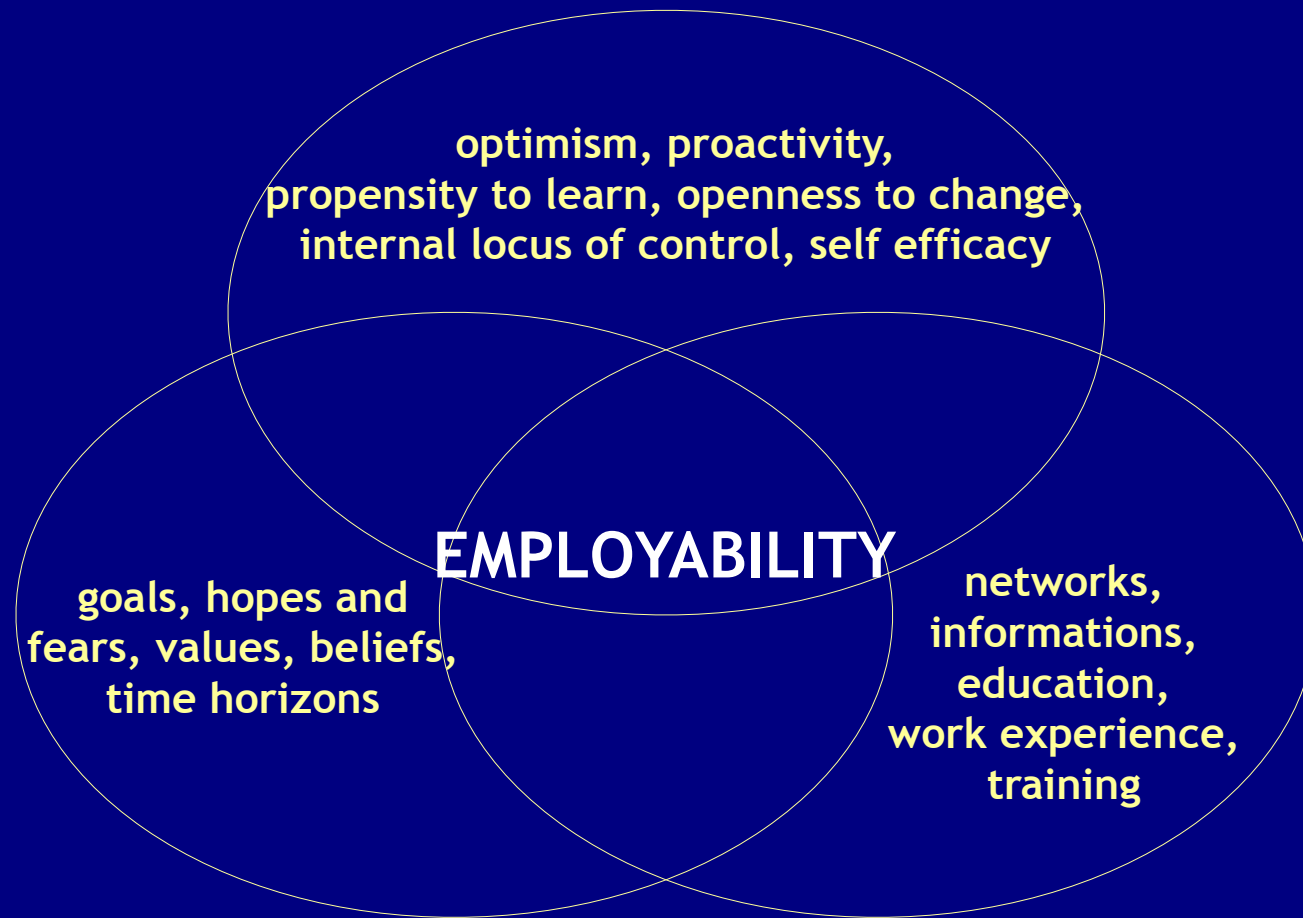 optimism, proactivity,
propensity to learn, openness to change,
internal locus of control, self efficacy
EMPLOYABILITY
goals, hopes and
fears, values, beliefs,
time horizons
networks,
informations,
education,
work experience,
training